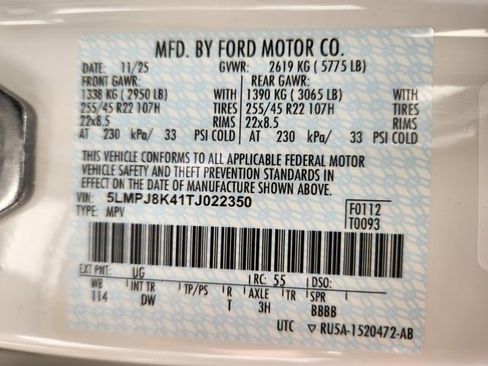 MFD. BY FORD MOTOR CO.
DATE: 11/25 GVWR: 2619 KG ( 5775 LB)
FRONT GAWR: REAR GAWR:
1338 KG ( 2950 LB) WITH 1390 KG ( 3065 LB) WITH
255/45 R22 107H TIRES 255/45 R22 107H TIRES
22x8.5 RIMS 22x8.5 RIMS
AT 230 kPa/ 33 PSI COLD AT 230 kPa/ 33 PSI COLD
THIS VEHICLE CONFORMS TO ALL APPLICABLE FEDERAL MOTOR
VEHICLE SAFETY AND THEFT PREVENTION STANDARDS IN
EFFECT ON THE DATE OF MANUFACTURE SHOWN ABOVE.
VIN: 5LMPJ8K41TJ022350 F0112
TYPE: MPV T0093
EXT PNT: UG RC: 55 DSO:
WB INT TR TP/PS R AXLE TR SPR
114 DW T 3H BBBB
UTC ▽ RU5A-1520472-AB